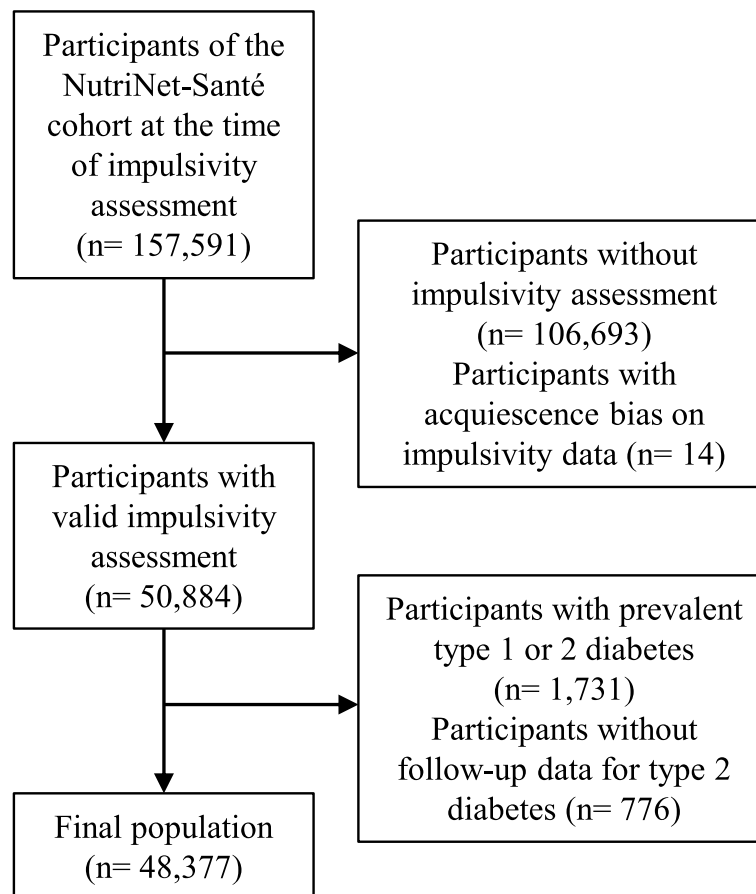 Participants of the
NutriNet-Santé
cohort at the time
of impulsivity
assessment
(n= 157,591)
Participants without
impulsivity assessment
(n= 106,693)
Participants with
acquiescence bias on
impulsivity data (n= 14)
Participants with
valid impulsivity
assessment
(n= 50,884)
Participants with prevalent
type 1 or 2 diabetes
(n= 1,731)
Participants without
follow-up data for type 2
diabetes (n= 776)
Final population
(n= 48,377)